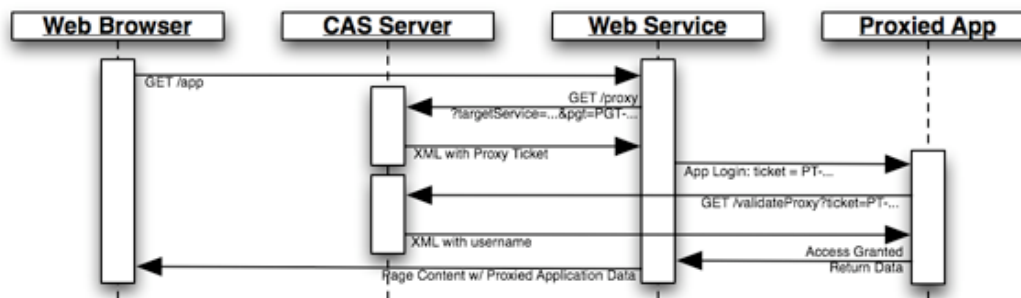 Web Browser
CAS Server
Web Service
Proxied App
GET /app
GET /proxy
?targetService=...&pgt=PGT-...
XML with Proxy Ticket
App Login: ticket = PT-...
GET /validateProxy?ticket=PT-...
XML with username
Access Granted
Return Data
Page Content w/ Proxied Application Data